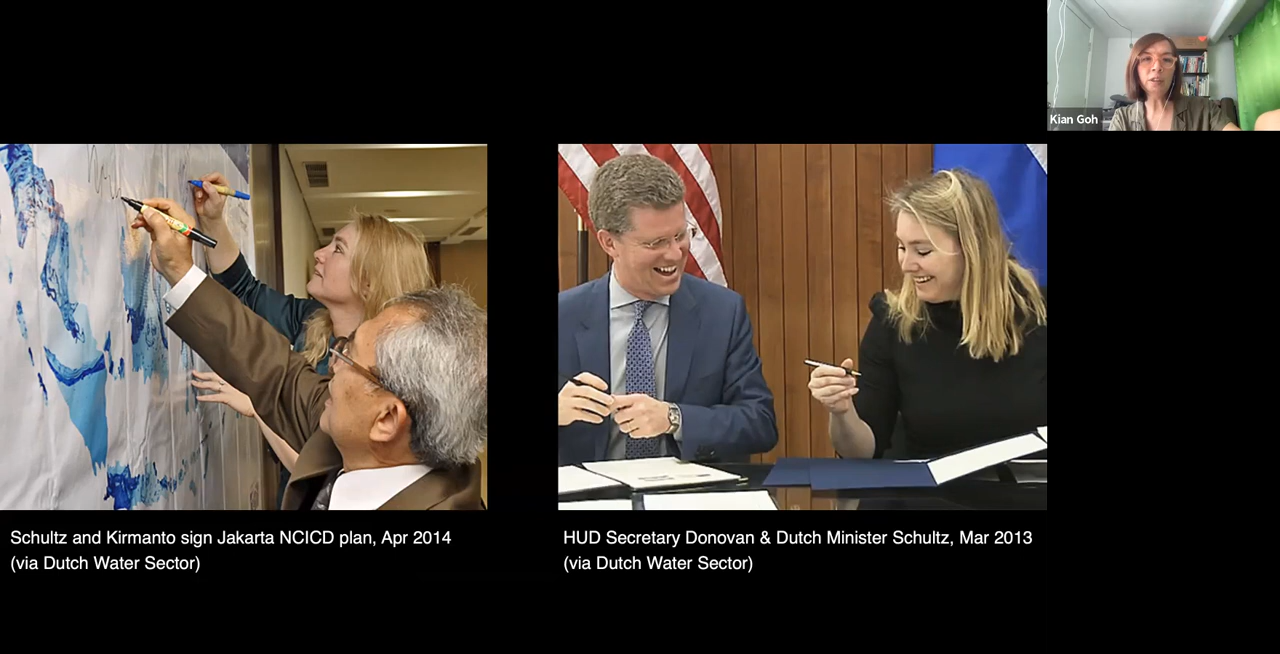 Kian Goh
Schultz and Kirmanto sign Jakarta NCICD plan, Apr 2014
(via Dutch Water Sector)
HUD Secretary Donovan & Dutch Minister Schultz, Mar 2013
(via Dutch Water Sector)